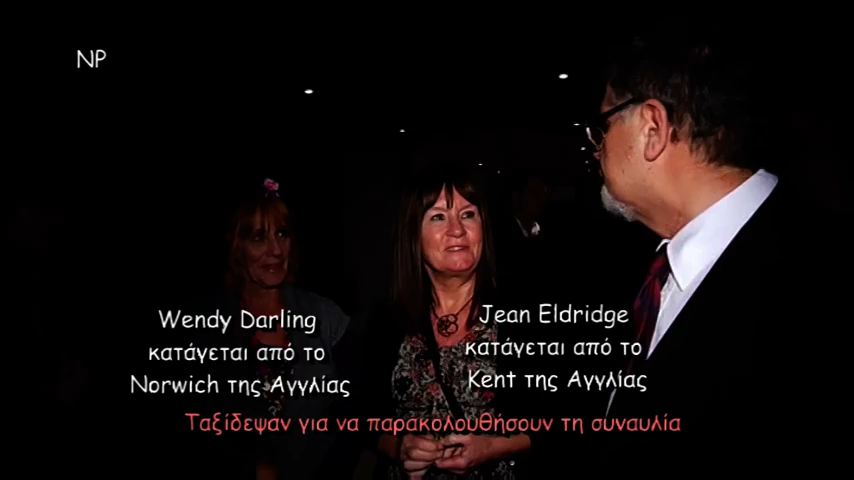 NP
Wendy Darling
κατάγεται από το
Norwich της Αγγλίας
Jean Eldridge
κατάγεται από το
Kent της Αγγλίας
Ταξίδεψαν για να παρακολουθήσουν τη συναυλία